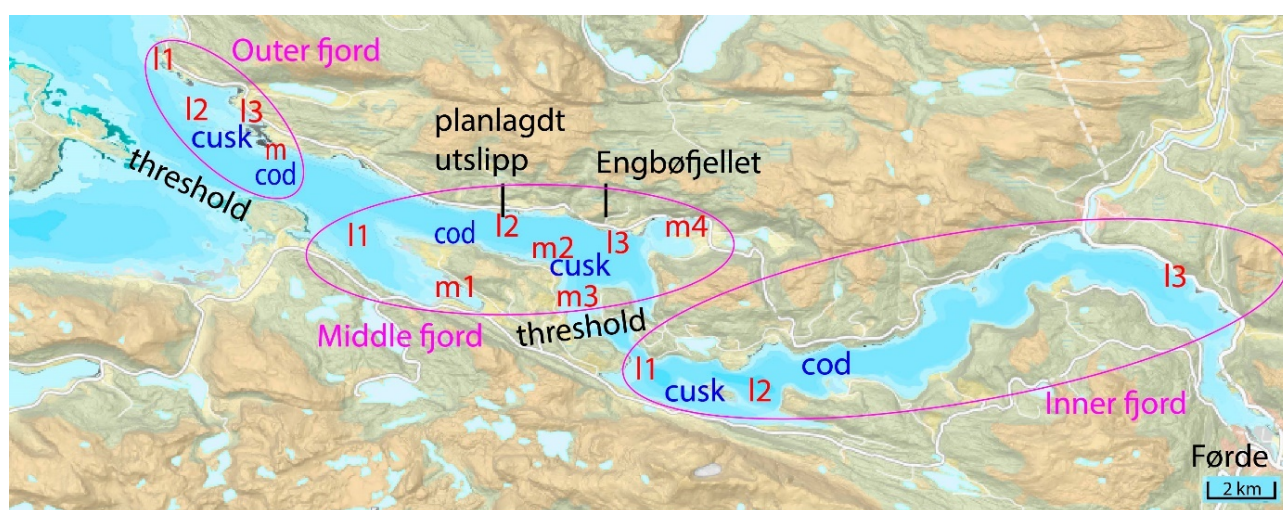 l1
Outer fjord
l2
l3
cusk
m
cod
threshold
planlagdt
utslipp
Engbøfjellet
l1
cod
l2
m2
l3
m4
cusk
m1
m3
threshold
Middle fjord
l1
cusk
l2
cod
l3
Inner fjord
Førde
2 km